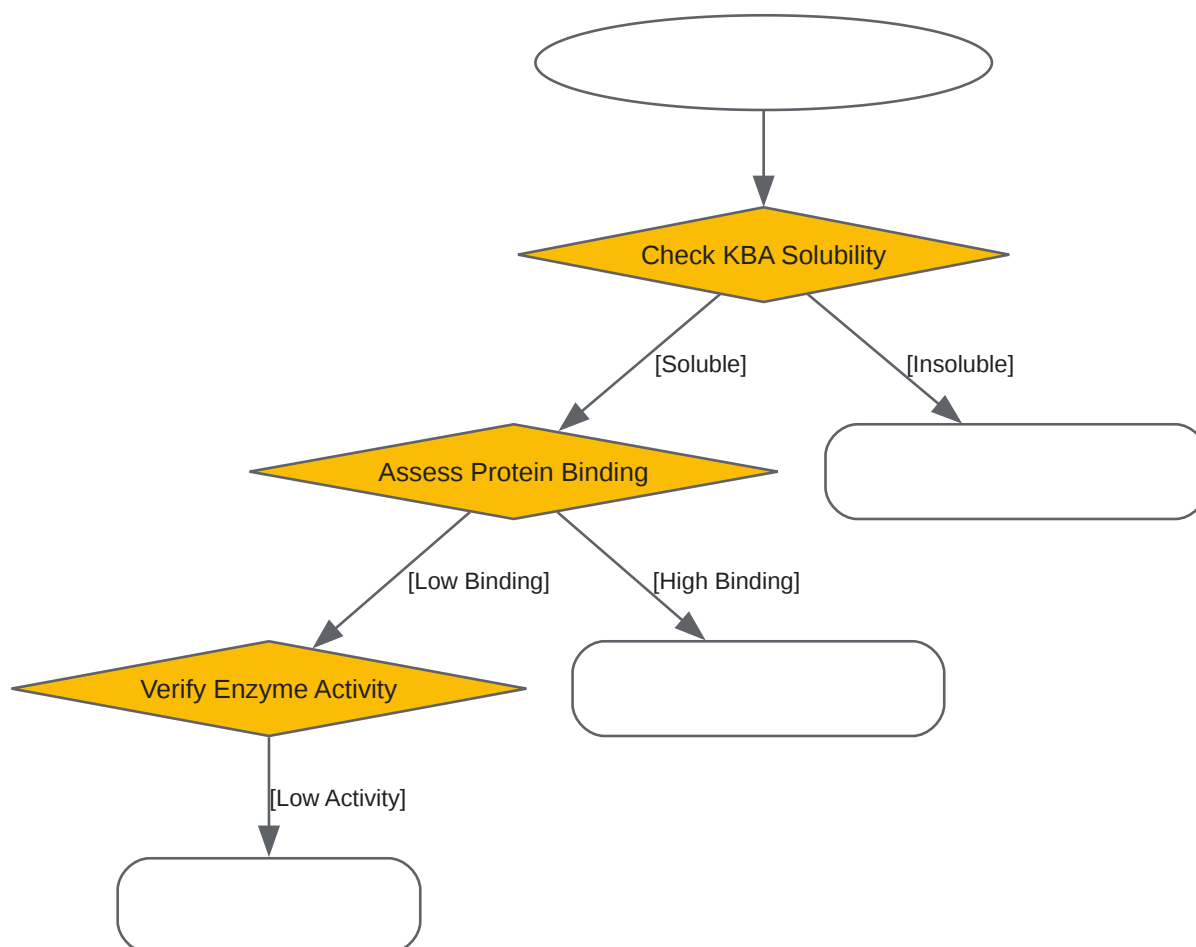 Check KBA Solubility
[Soluble]
[Insoluble]
Assess Protein Binding
[Low Binding]
[High Binding]
Verify Enzyme Activity
[Low Activity]